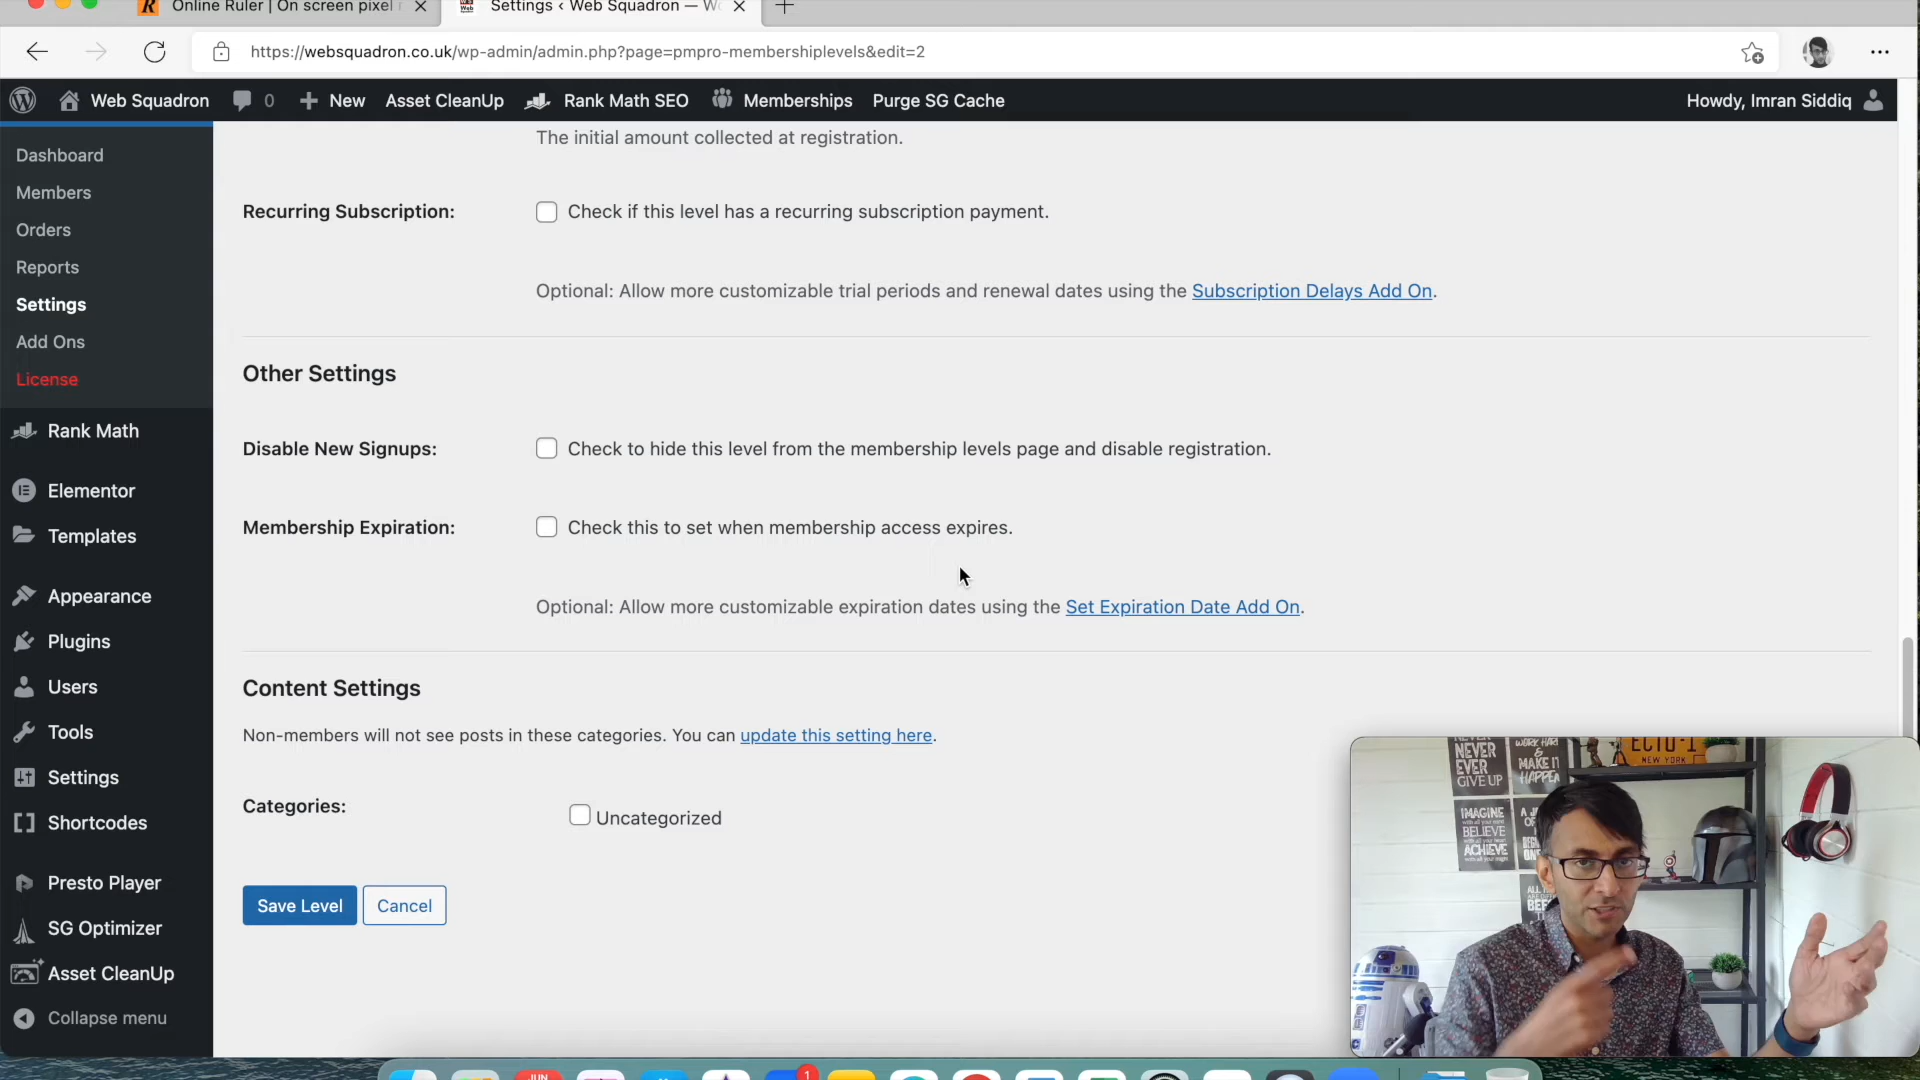 Online Ruler | On screen pixel
Settings ‹ Web Squadron —
https://websquadron.co.uk/wp-admin/admin.php?page=pmpro-membershiplevels&edit=2
Web Squadron
0
New
Asset CleanUp
Rank Math SEO
Memberships
Purge SG Cache
Howdy, Imran Siddiq
Dashboard
Members
Orders
Reports
Settings
Add Ons
License
Rank Math
Elementor
Templates
Appearance
Plugins
Users
Tools
Settings
Shortcodes
Presto Player
SG Optimizer
Asset CleanUp
Collapse menu
The initial amount collected at registration.
Recurring Subscription:
Check if this level has a recurring subscription payment.
Optional: Allow more customizable trial periods and renewal dates using the Subscription Delays Add On.
Other Settings
Disable New Signups:
Check to hide this level from the membership levels page and disable registration.
Membership Expiration:
Check this to set when membership access expires.
Optional: Allow more customizable expiration dates using the Set Expiration Date Add On.
Content Settings
Non-members will not see posts in these categories. You can update this setting here.
Categories:
Uncategorized
Save Level
Cancel
NEVER
EVER
GIVE UP
WORK HARD
&
MAKE IT
HAPPEN
IMAGINE
BELIEVE
ACHIEVE
ECTO-1
NEW YORK
JUN
1